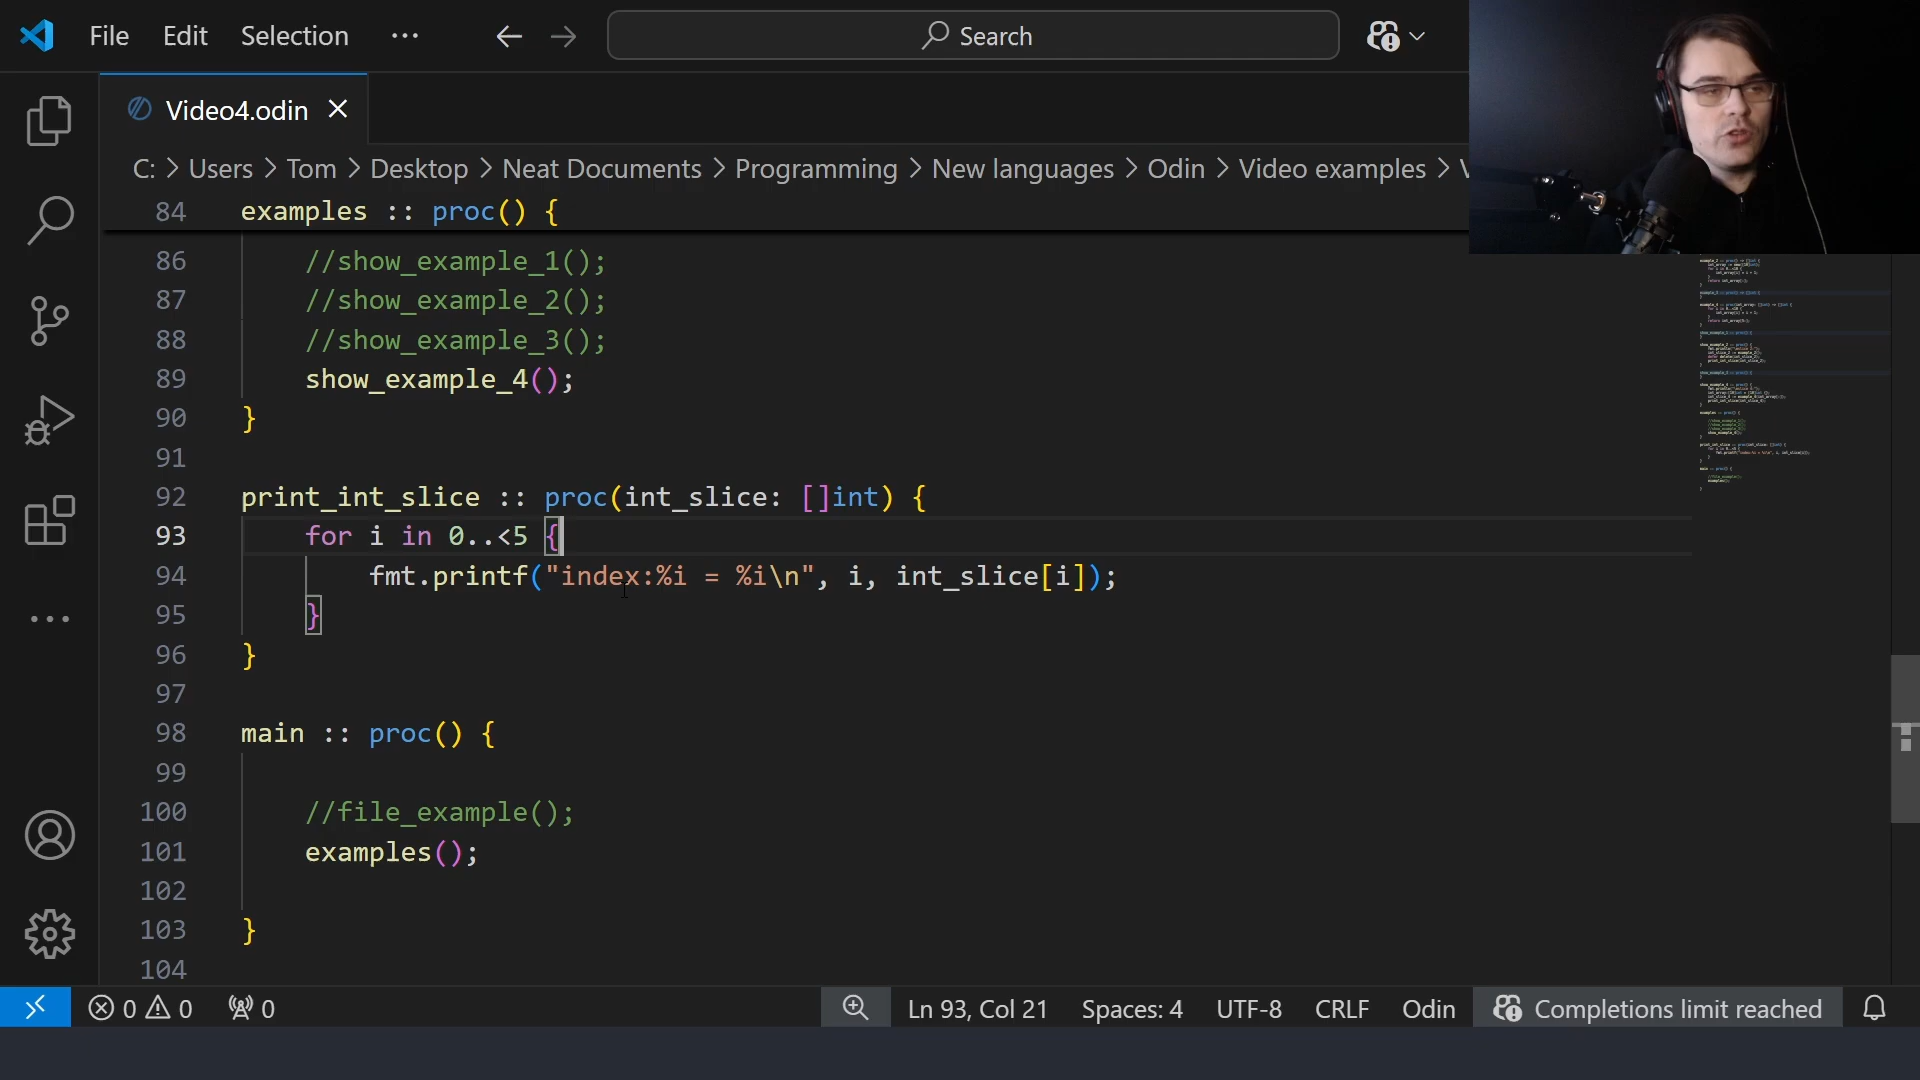 File Edit Selection ··· Search
Video4.odin
C: > Users > Tom > Desktop > Neat Documents > Programming > New languages > Odin > Video examples >
84 examples :: proc() {
86 //show_example_1();
87 //show_example_2();
88 //show_example_3();
89 show_example_4();
90 }
91
92 print_int_slice :: proc(int_slice: []int) {
93 for i in 0..<5 {
94 fmt.printf("index:%i = %i\n", i, int_slice[i]);
95 }
96 }
97
98 main :: proc() {
99
100 //file_example();
101 examples();
102
103 }
104
0 0 0 Ln 93, Col 21 Spaces: 4 UTF-8 CRLF Odin Completions limit reached